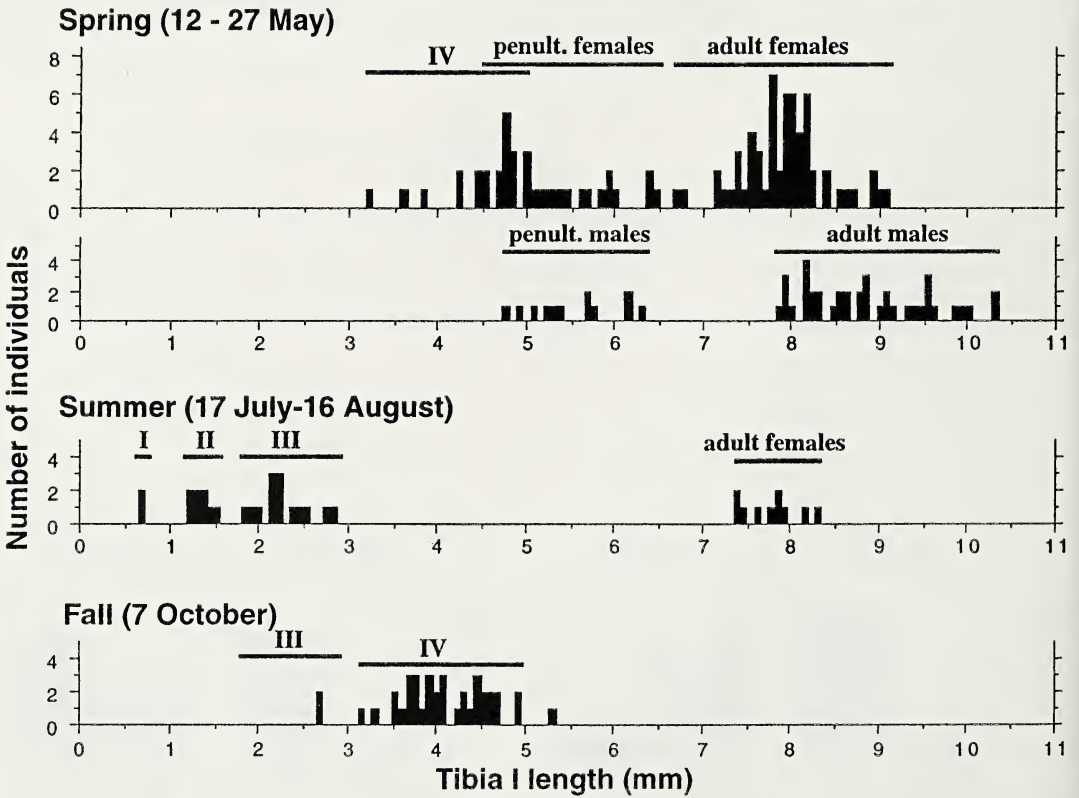 Spring (12 - 27 May)
IV penult. females adult females
8
6
4
2
0
penult. males adult males
4
2
0
0 1 2 3 4 5 6 7 8 9 10 11
Summer (17 July-16 August)
I II III adult females
4
2
0
0 1 2 3 4 5 6 7 8 9 10 11
Fall (7 October)
III IV
4
2
0
0 1 2 3 4 5 6 7 8 9 10 11
Tibia I length (mm)
Number of individuals